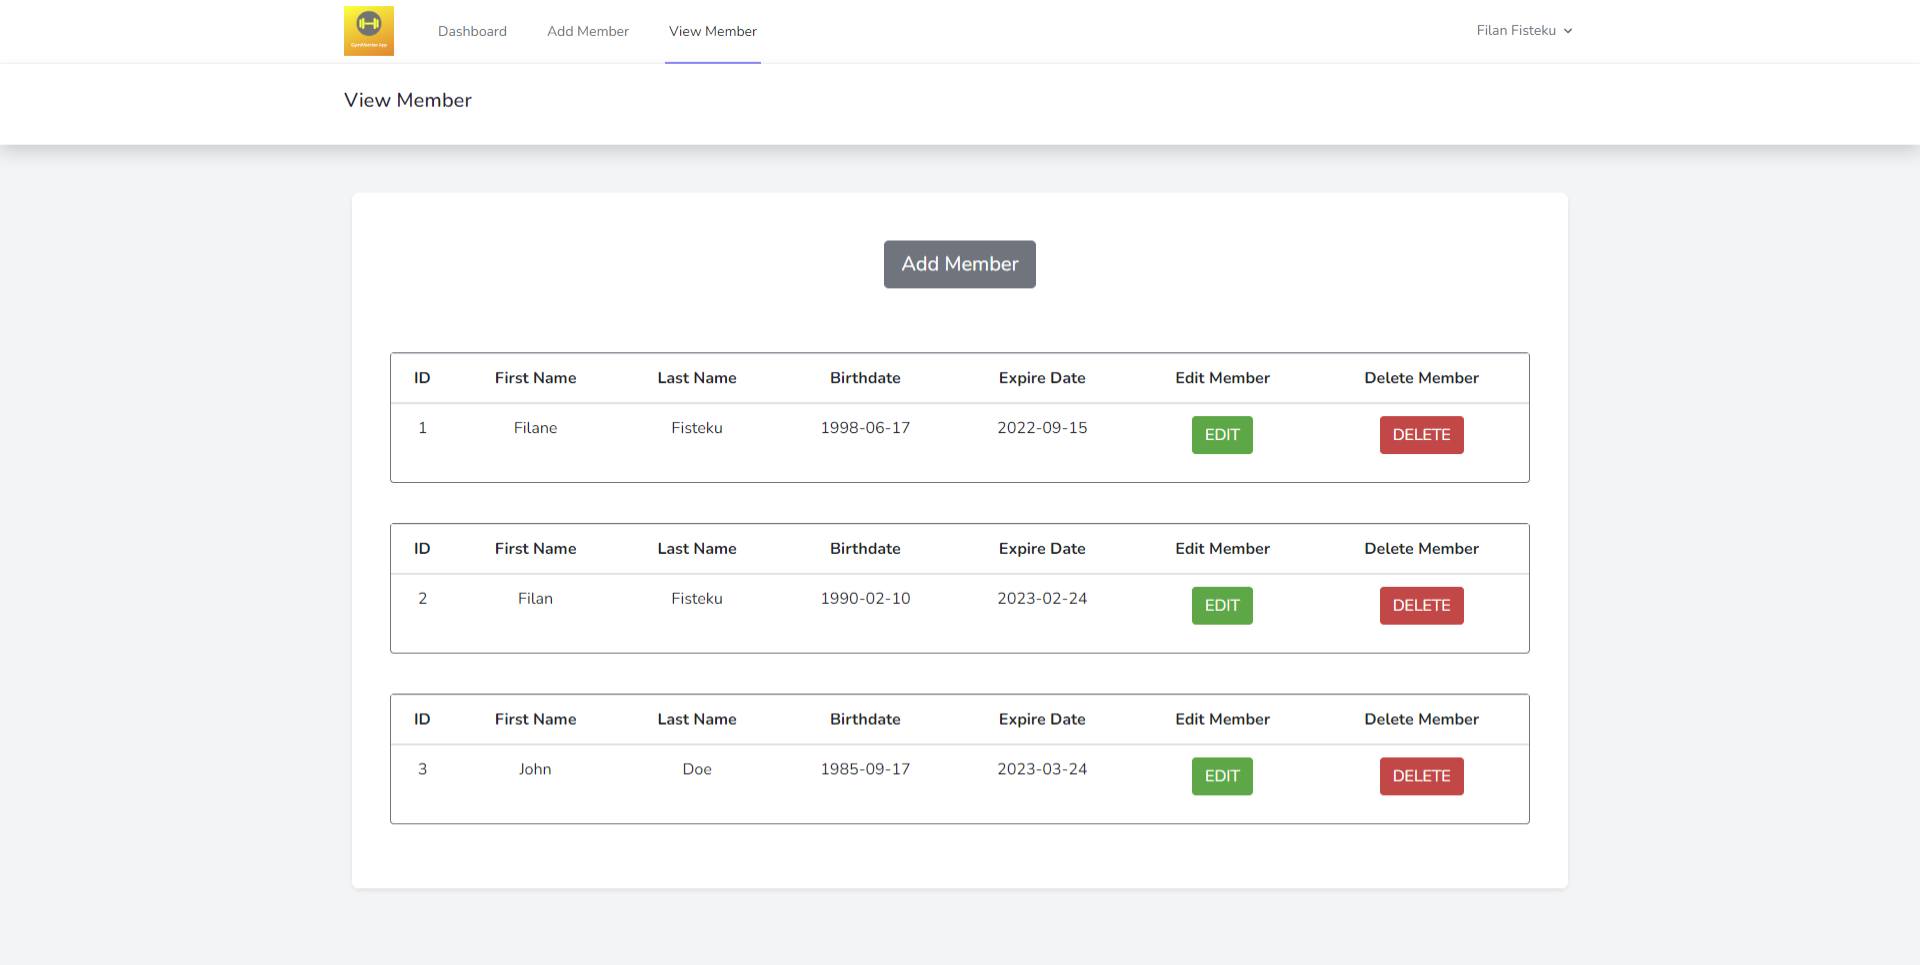 GymMember App
Dashboard
Add Member
View Member
Filan Fisteku
View Member
Add Member
ID First Name Last Name Birthdate Expire Date Edit Member Delete Member
1 Filane Fisteku 1998-06-17 2022-09-15 EDIT DELETE
ID First Name Last Name Birthdate Expire Date Edit Member Delete Member
2 Filan Fisteku 1990-02-10 2023-02-24 EDIT DELETE
ID First Name Last Name Birthdate Expire Date Edit Member Delete Member
3 John Doe 1985-09-17 2023-03-24 EDIT DELETE